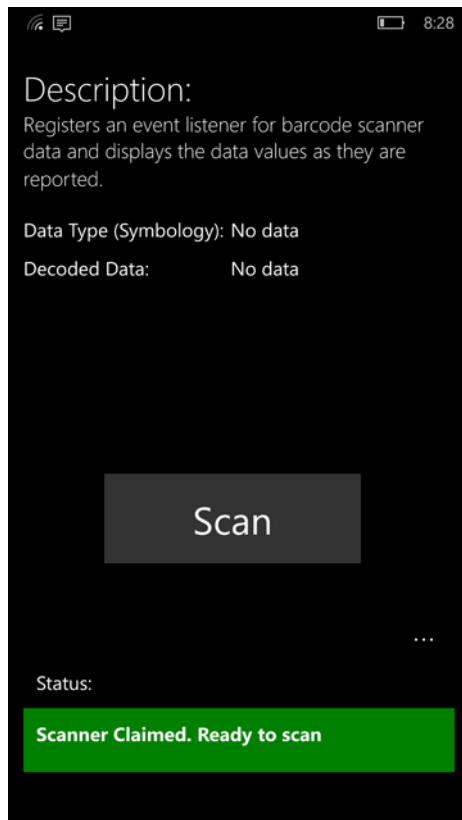 8:28
Description:
Registers an event listener for barcode scanner
data and displays the data values as they are
reported.
Data Type (Symbology): No data
Decoded Data: No data
Scan
...
Status:
Scanner Claimed. Ready to scan